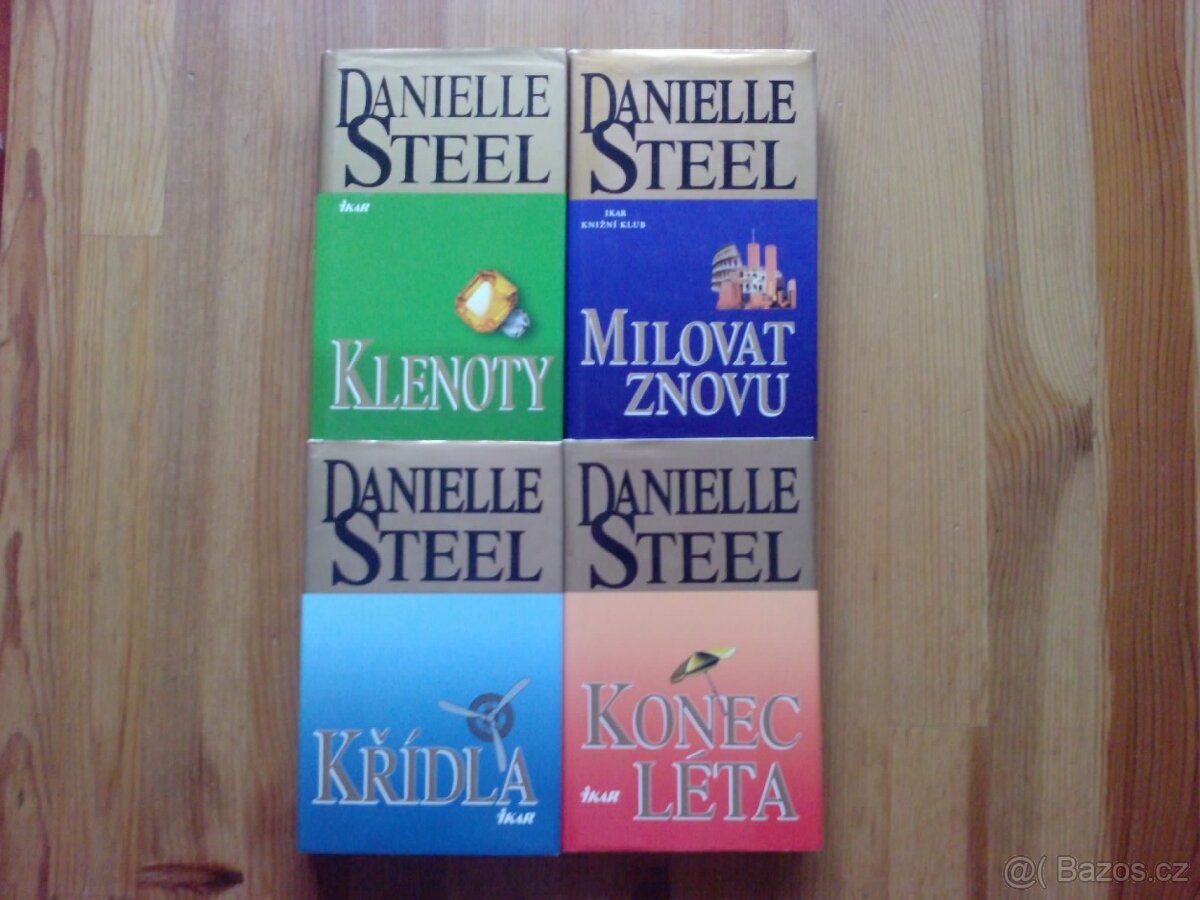 DANIELLE
STEEL
IKAR
KLENOTY
DANIELLE
STEEL
IKAR
KNIŽNÍ KLUB
MILOVAT
ZNOVU
DANIELLE
STEEL
KŘÍDLA
IKAR
DANIELLE
STEEL
KONEC
LÉTA
IKAR
@( Bazos.cz